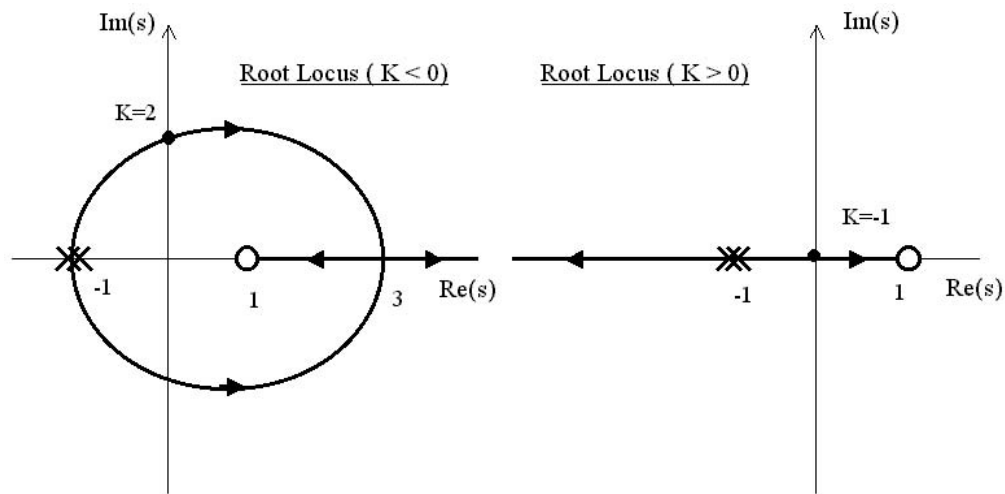 Im(s)
Root Locus ( K < 0)
K=2
-1
1
3
Re(s)
Im(s)
Root Locus ( K > 0)
K=-1
-1
1
Re(s)